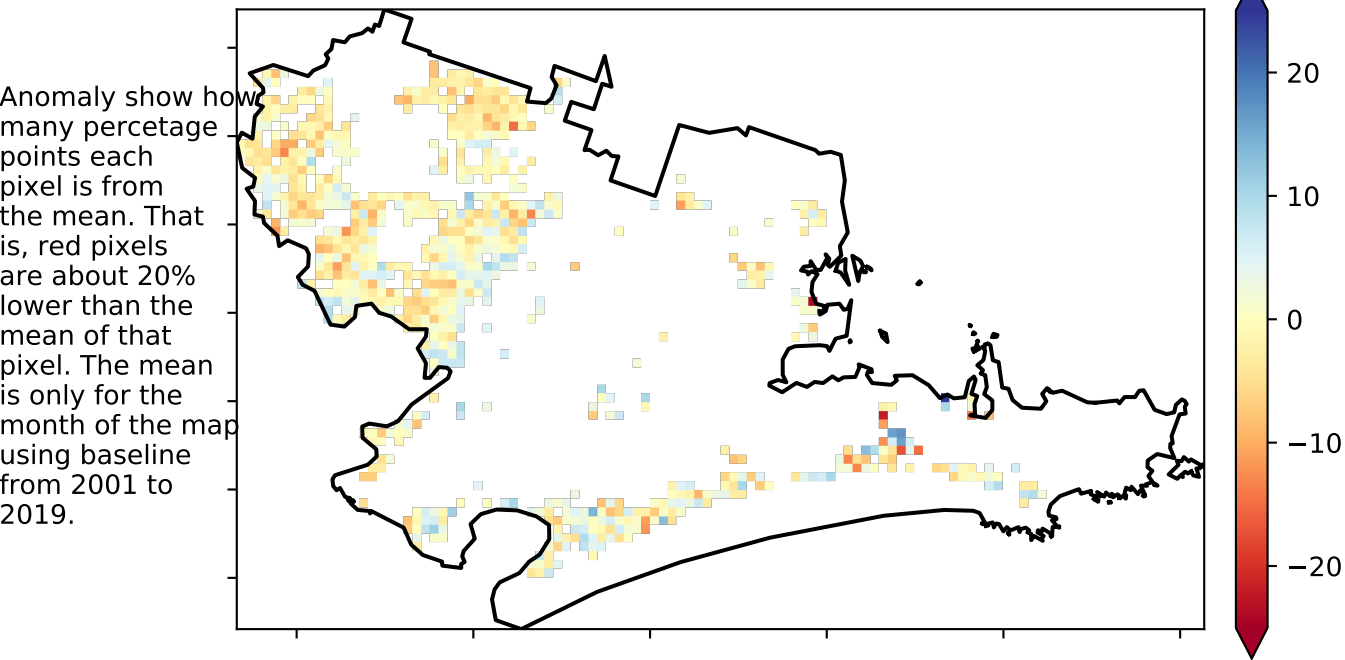 Anomaly show how
many percetage
points each
pixel is from
the mean. That
is, red pixels
are about 20%
lower than the
mean of that
pixel. The mean
is only for the
month of the map
using baseline
from 2001 to
2019.
20
10
0
−10
−20